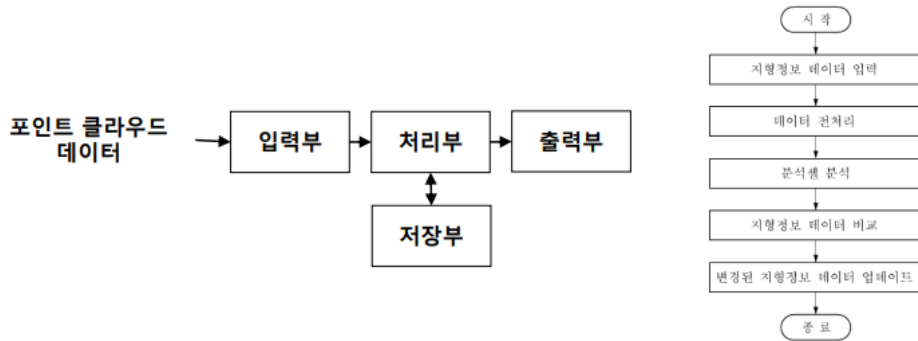 포인트 클라우드
데이터
입력부
처리부
출력부
저장부
시 작
지형정보 데이터 입력
데이터 전처리
분석셀 분석
지형정보 데이터 비교
변경된 지형정보 데이터 업데이트
종 료